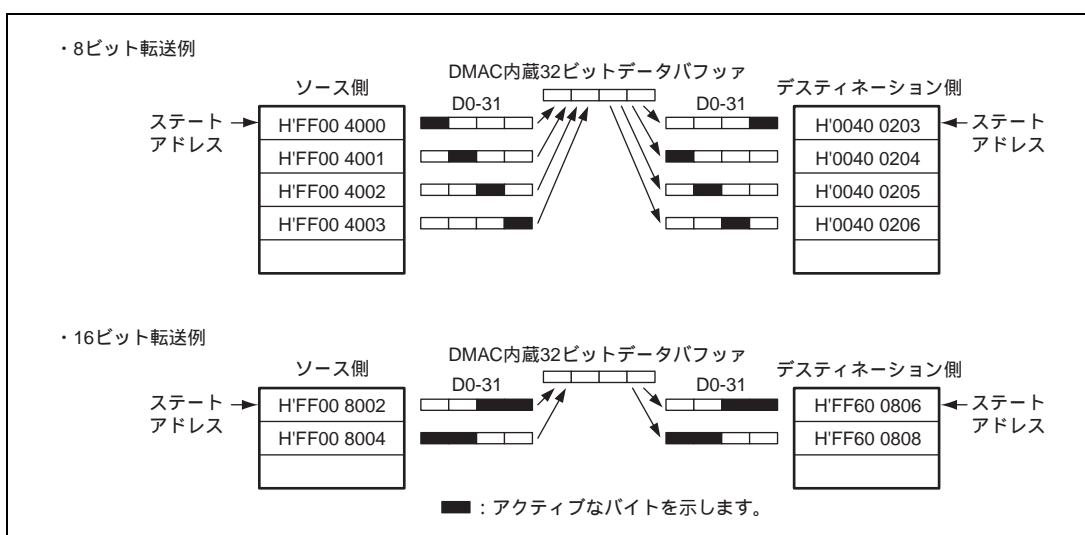 ・8ビット転送例
DMAC内蔵32ビットデータバフッァ
ソース側
D0-31
D0-31
デスティネーション側
ステート
アドレス
H'FF00 4000
H'FF00 4001
H'FF00 4002
H'FF00 4003
H'0040 0203
H'0040 0204
H'0040 0205
H'0040 0206
ステート
アドレス
・16ビット転送例
DMAC内蔵32ビットデータバフッァ
ソース側
D0-31
D0-31
デスティネーション側
ステート
アドレス
H'FF00 8002
H'FF00 8004
H'FF60 0806
H'FF60 0808
ステート
アドレス
：アクティブなバイトを示します。